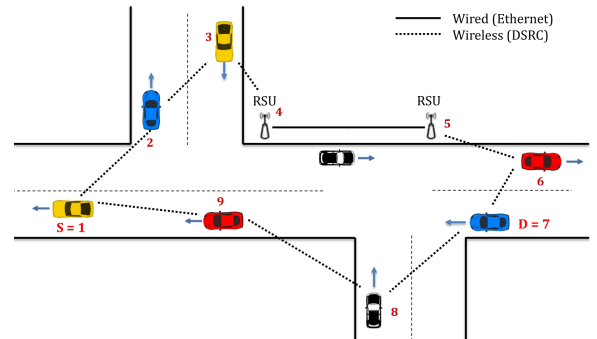 Wired (Ethernet)
Wireless (DSRC)
3
RSU
4
RSU
5
2
6
9
S = 1
D = 7
8